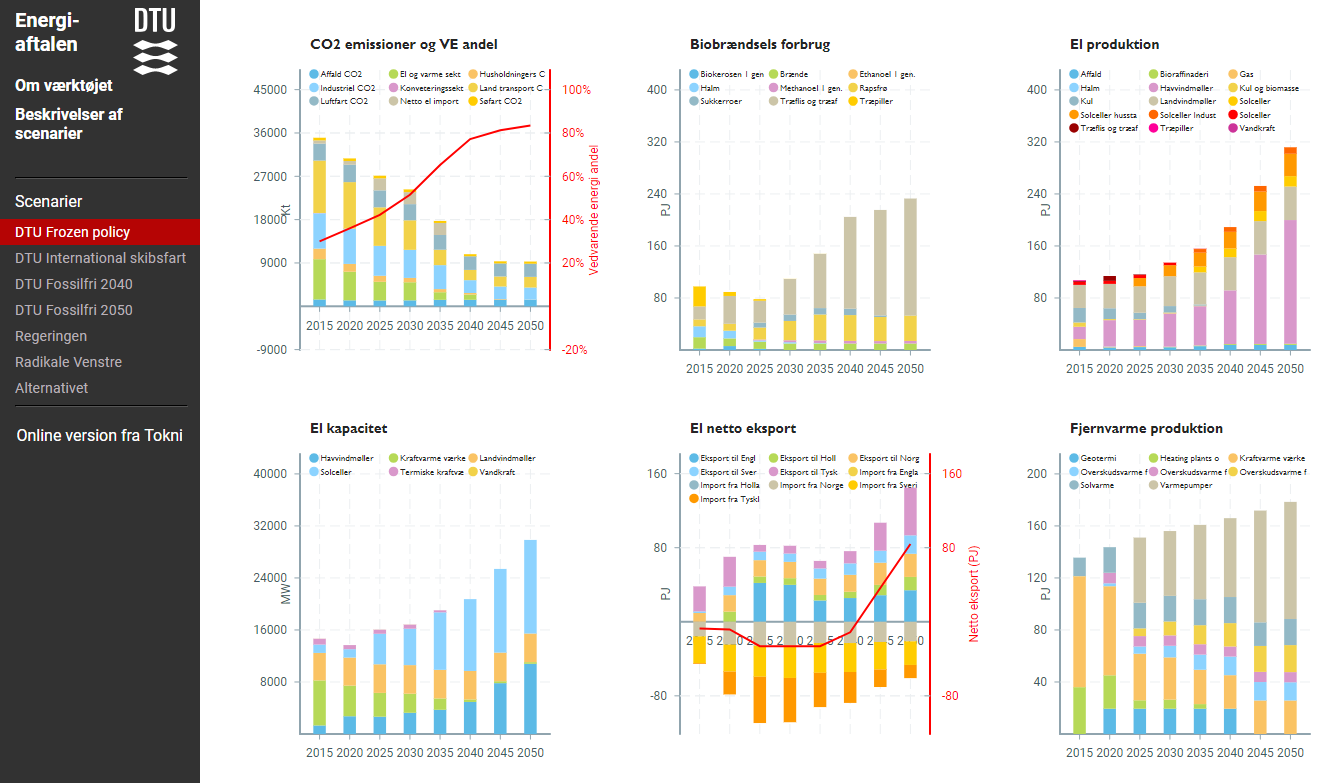 Energi-
aftalen
DTU
Om værktøjet
Beskrivelser af
scenarier
Scenarier
DTU Frozen policy
DTU International skibsfart
DTU Fossilfri 2040
DTU Fossilfri 2050
Regeringen
Radikale Venstre
Alternativet
Online version fra Tokni
CO2 emissioner og VE andel
Affald CO2 El og varme sekt Husholdningers C
Industriel CO2 Konverteringssekt Land transport C
Luftfart CO2 Netto el import Søfart CO2
45000 100%
36000 80%
27000 60%
18000 40%
9000 20%
-9000 -20%
Kt
Vedvarende energi andel
2015 2020 2025 2030 2035 2040 2045 2050
Biobrændsels forbrug
Biokerosen 1 gen Brænde Ethanoel 1 gen.
Halm Methanoel 1 gen. Rapsfrø
Sukkerroer Træflis og træaf Træpiller
400
320
240
160
80
PJ
2015 2020 2025 2030 2035 2040 2045 2050
El produktion
Affald Bioraffinaderi Gas
Halm Havvindmøller Kul og biomasse
Kul Landvindmøller Solceller
Solceller hussta Solceller Indust Solceller
Træflis og træaf Træpiller Vandkraft
400
320
240
160
80
PJ
2015 2020 2025 2030 2035 2040 2045 2050
El kapacitet
Havvindmøller Kraftvarme værke Landvindmøller
Solceller Termiske kraftvæ Vandkraft
40000
32000
24000
16000
8000
MW
2015 2020 2025 2030 2035 2040 2045 2050
El netto eksport
Eksport til Engl Eksport til Holl Eksport til Norg
Eksport til Sver Eksport til Tysk Import fra Engla
Import fra Holla Import fra Norge Import fra Sveri
Import fra Tyskl
160 160
80 80
-80 -80
PJ
Netto eksport (PJ)
Fjernvarme produktion
Geotermi Heating plants o Kraftvarme værke
Overskudsvarme f Overskudsvarme f Overskudsvarme f
Solvarme Varmepumper
200
160
120
80
40
PJ
2015 2020 2025 2030 2035 2040 2045 2050